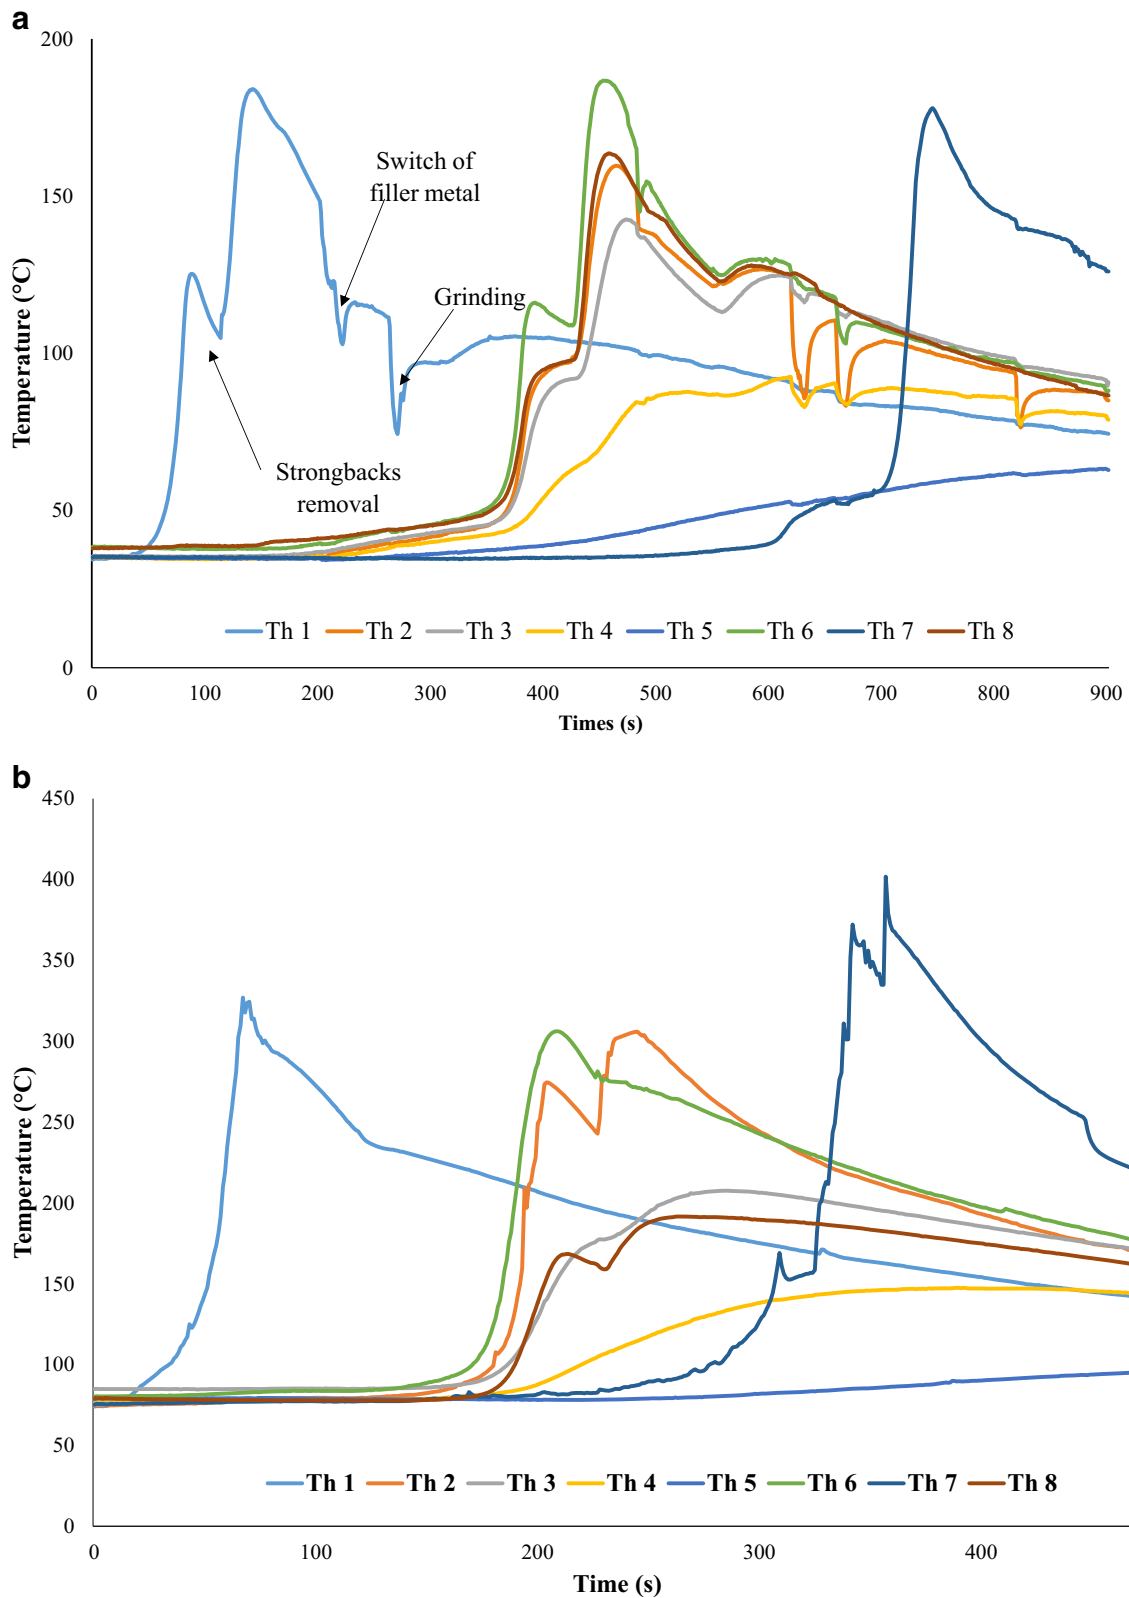 a
200
150
100
50
0
Temperature (°C)
Switch of
filler metal
Grinding
Strongbacks
removal
Th 1 Th 2 Th 3 Th 4 Th 5 Th 6 Th 7 Th 8
0 100 200 300 400 500 600 700 800 900
Times (s)
b
450
400
350
300
250
200
150
100
50
0
Temperature (°C)
Th 1 Th 2 Th 3 Th 4 Th 5 Th 6 Th 7 Th 8
0 100 200 300 400
Time (s)